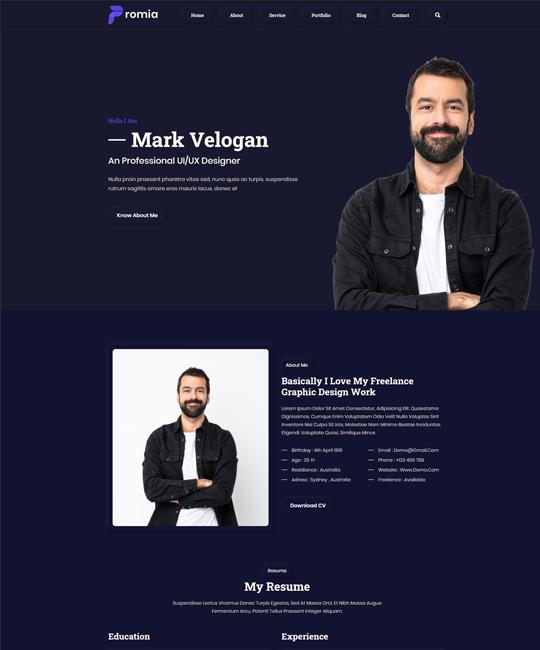 Promia
Home About Service Portfolio Blog Contact
Hello I Am
— Mark Velogan
An Professional UI/UX Designer
Nulla proin praesent pharetra vitae sed, nunc quas ac turpis, suspendisse
rutrum sagittis ornare eros mauris lacus, donec et
Know About Me
About Me
Basically I Love My Freelance
Graphic Design Work
Lorem Ipsum Dolor Sit Amet Consectetur, Adipisicing Elit. Quaestama
Dignissimos, Cumque Enim Voluptatem Odio Velit Nulla Voluptas Sint
Inventore Nisi Culpa Sit Iste, Molestiae Nam Minima Beatae Inciduntas
Eligendi. Voluptate Quasi, Similique Minus
— Birthday : 4th April 1991
— Email : Demo@Gmail.Com
— Age : 25 Yr
— Phone : +123 456 789
— Residiance : Australia
— Website : Www.Demo.Com
— Adress : Sydney , Australia
— Freelance : Available
Download CV
Resume
My Resume
Suspendisse Lectus Vivamus Donec Turpis Egestas, Sed At Massa Orci, Et Nibh Massa Augue
Fermentum Arcu, Potenti Tellus Praesent Integer Aliquam.
Education
Experience